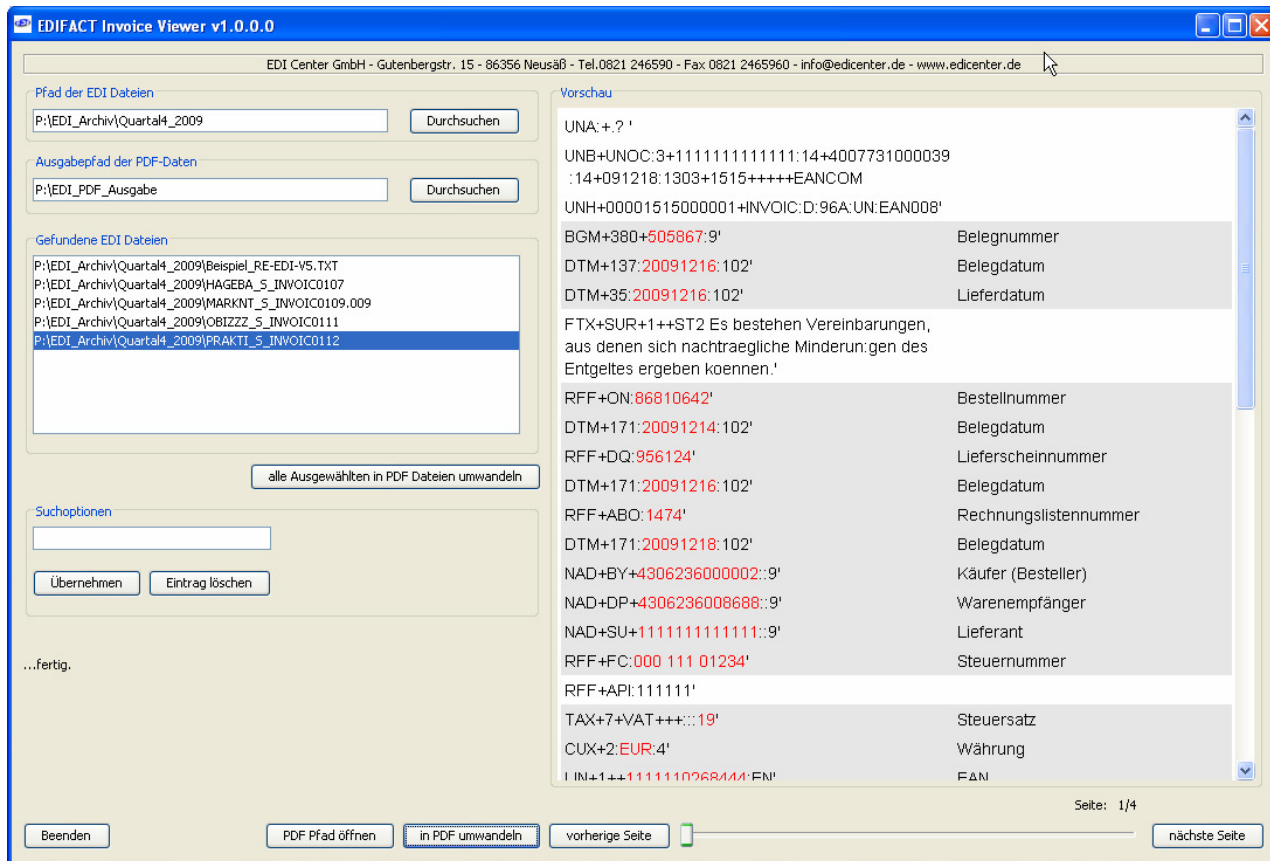 EDIFACT Invoice Viewer v1.0.0.0
EDI Center GmbH - Gutenbergstr. 15 - 86356 Neusäß - Tel.0821 246590 - Fax 0821 2465960 - info@edicenter.de - www.edicenter.de
Pfad der EDI Dateien
P:\EDI_Archiv\Quartal4_2009
Durchsuchen
Ausgabepfad der PDF-Daten
P:\EDI_PDF_Ausgabe
Durchsuchen
Gefundene EDI Dateien
P:\EDI_Archiv\Quartal4_2009\Beispiel_RE-EDI-V5.TXT
P:\EDI_Archiv\Quartal4_2009\HAGEBA_S_INVOIC0107
P:\EDI_Archiv\Quartal4_2009\MARKNT_S_INVOIC0109.009
P:\EDI_Archiv\Quartal4_2009\OBIZZZ_S_INVOIC0111
P:\EDI_Archiv\Quartal4_2009\PRAKTI_S_INVOIC0112
alle Ausgewählten in PDF Dateien umwandeln
Suchoptionen
Übernehmen
Eintrag löschen
...fertig.
Vorschau
UNA:+.? '
UNB+UNOC:3+1111111111111:14+4007731000039
:14+091218:1303+1515+++++EANCOM
UNH+00001515000001+INVOIC:D:96A:UN:EAN008'
BGM+380+505867:9' Belegnummer
DTM+137:20091216:102' Belegdatum
DTM+35:20091216:102' Lieferdatum
FTX+SUR+1++ST2 Es bestehen Vereinbarungen,
aus denen sich nachtraegliche Minderun:gen des
Entgeltes ergeben koennen.'
RFF+ON:86810642' Bestellnummer
DTM+171:20091214:102' Belegdatum
RFF+DQ:956124' Lieferscheinnummer
DTM+171:20091216:102' Belegdatum
RFF+ABO:1474' Rechnungslistennummer
DTM+171:20091218:102' Belegdatum
NAD+BY+4306236000002::9' Käufer (Besteller)
NAD+DP+4306236008688::9' Warenempfänger
NAD+SU+1111111111111::9' Lieferant
RFF+FC:000 111 01234' Steuernummer
RFF+API:111111'
TAX+7+VAT+++:::19' Steuersatz
CUX+2:EUR:4' Währung
LIN+1++1111110268444:EN' EAN
Seite: 1/4
Beenden
PDF Pfad öffnen
in PDF umwandeln
vorherige Seite
nächste Seite